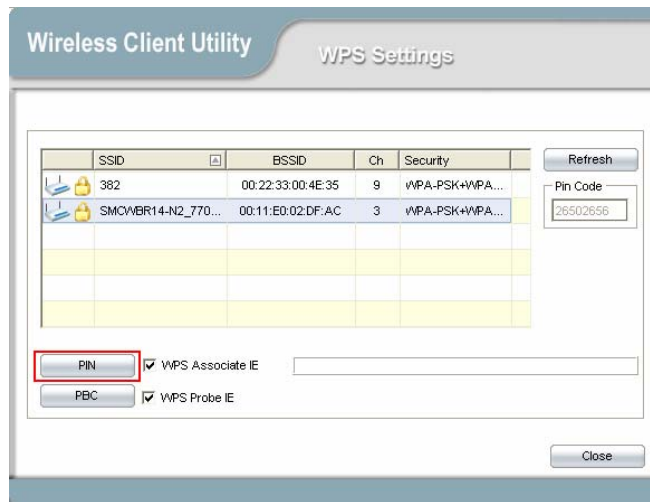 Wireless Client Utility
WPS Settings
SSID BSSID Ch Security
Refresh
382 00:22:33:00:4E:35 9 WPA-PSK+WPA...
Pin Code
SMCWBR14-N2_770... 00:11:E0:02:DF:AC 3 WPA-PSK+WPA...
26502656
PIN WPS Associate IE
PBC WPS Probe IE
Close